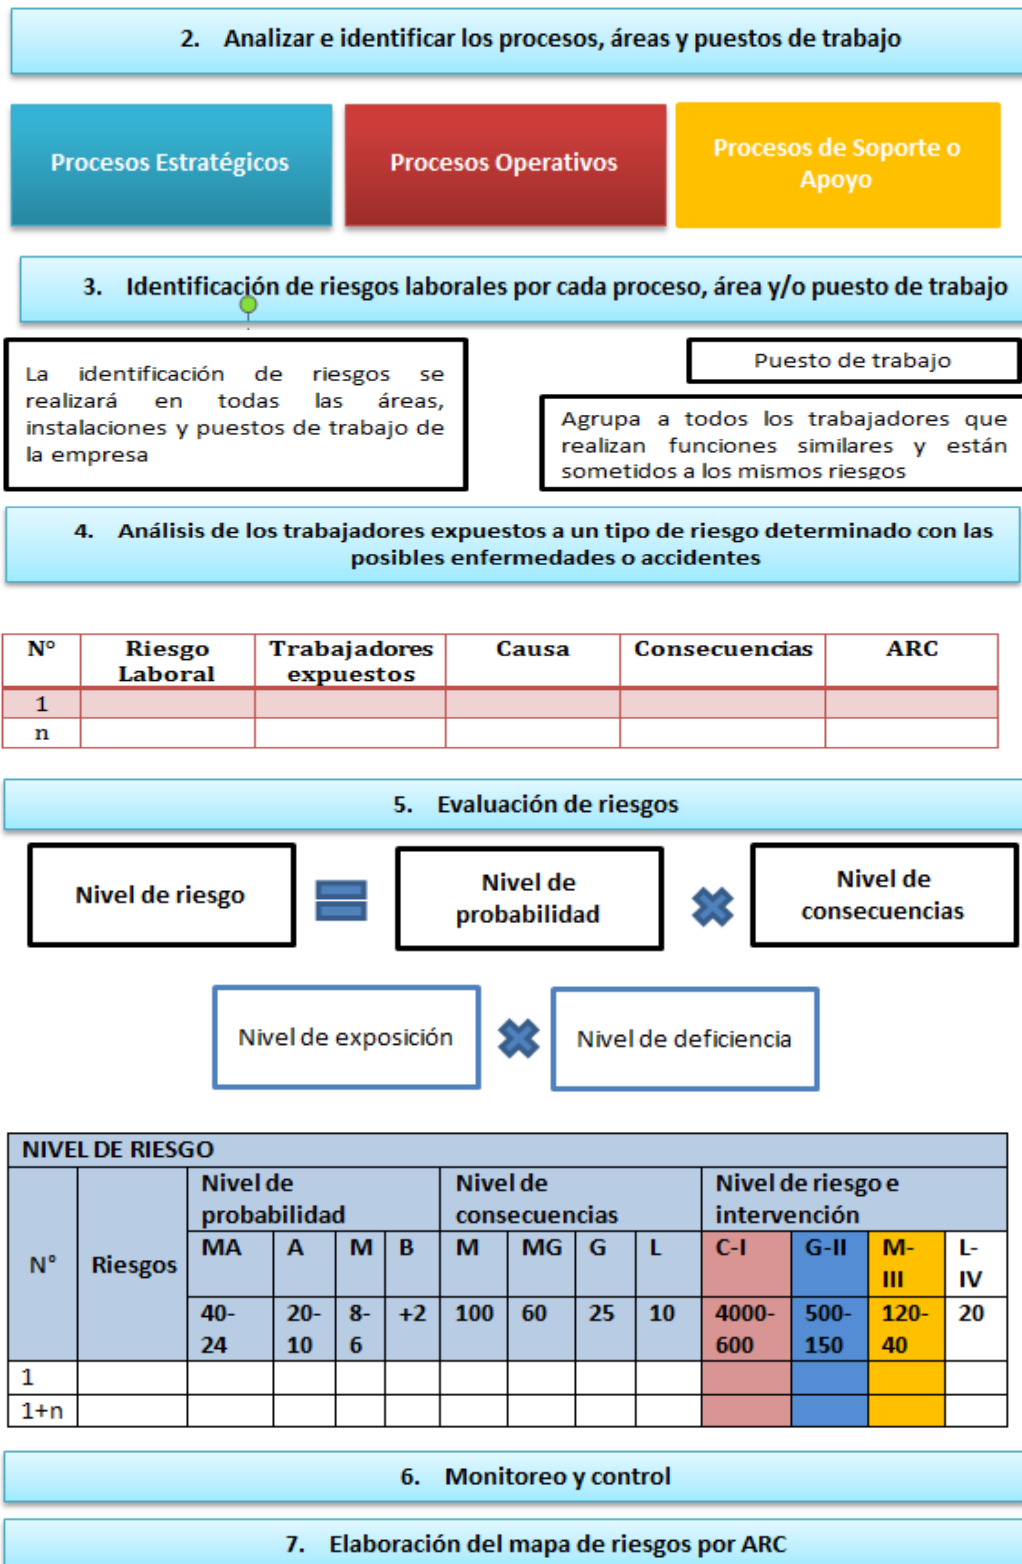 2. Analizar e identificar los procesos, áreas y puestos de trabajo
Procesos Estratégicos
Procesos Operativos
Procesos de Soporte o
Apoyo
3. Identificación de riesgos laborales por cada proceso, área y/o puesto de trabajo
La identificación de riesgos se
realizará en todas las áreas,
instalaciones y puestos de trabajo de
la empresa
Puesto de trabajo
Agrupa a todos los trabajadores que
realizan funciones similares y están
sometidos a los mismos riesgos
4. Análisis de los trabajadores expuestos a un tipo de riesgo determinado con las
posibles enfermedades o accidentes
N° Riesgo Laboral Trabajadores expuestos Causa Consecuencias ARC
1
n
5. Evaluación de riesgos
Nivel de riesgo
Nivel de
probabilidad
Nivel de
consecuencias
Nivel de exposición
Nivel de deficiencia
NIVEL DE RIESGO
N° Riesgos
Nivel de
probabilidad
Nivel de
consecuencias
Nivel de riesgo e
intervención
MA A M B M MG G L C-I G-II M-III L-IV
40-24 20-10 8-6 +2 100 60 25 10 4000-600 500-150 120-40 20
1
1+n
6. Monitoreo y control
7. Elaboración del mapa de riesgos por ARC